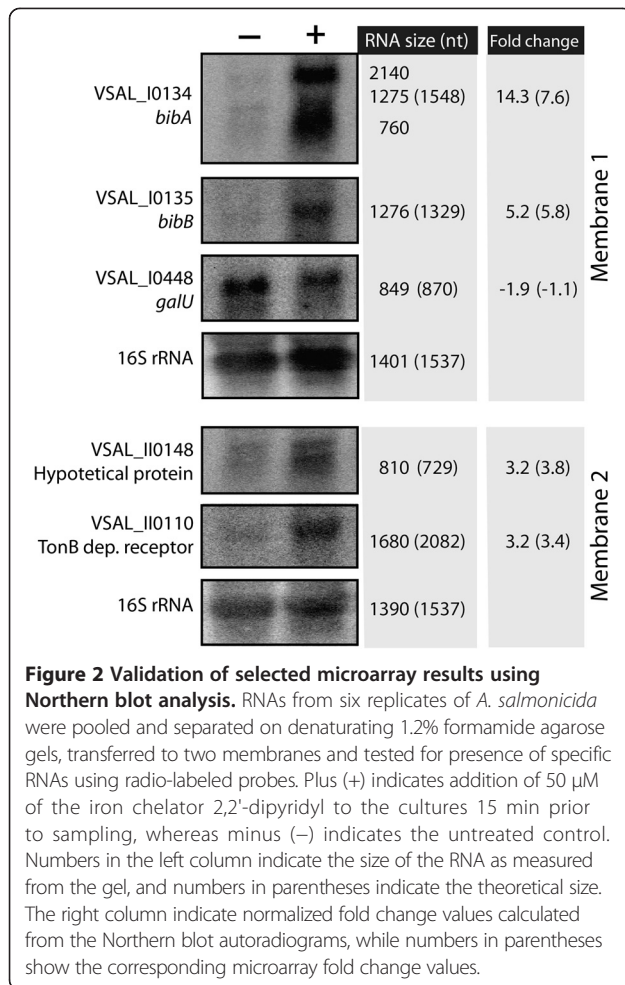 − + RNA size (nt) Fold change
VSAL_I0134
bibA
2140
1275 (1548) 14.3 (7.6)
760
VSAL_I0135
bibB
1276 (1329) 5.2 (5.8)
VSAL_I0448
galU
849 (870) -1.9 (-1.1)
16S rRNA 1401 (1537)
Membrane 1
VSAL_II0148
Hypotetical protein
810 (729) 3.2 (3.8)
VSAL_II0110
TonB dep. receptor
1680 (2082) 3.2 (3.4)
16S rRNA 1390 (1537)
Membrane 2
Figure 2 Validation of selected microarray results using
Northern blot analysis. RNAs from six replicates of A. salmonicida
were pooled and separated on denaturating 1.2% formamide agarose
gels, transferred to two membranes and tested for presence of specific
RNAs using radio-labeled probes. Plus (+) indicates addition of 50 μM
of the iron chelator 2,2'-dipyridyl to the cultures 15 min prior
to sampling, whereas minus (−) indicates the untreated control.
Numbers in the left column indicate the size of the RNA as measured
from the gel, and numbers in parentheses indicate the theoretical size.
The right column indicate normalized fold change values calculated
from the Northern blot autoradiograms, while numbers in parentheses
show the corresponding microarray fold change values.